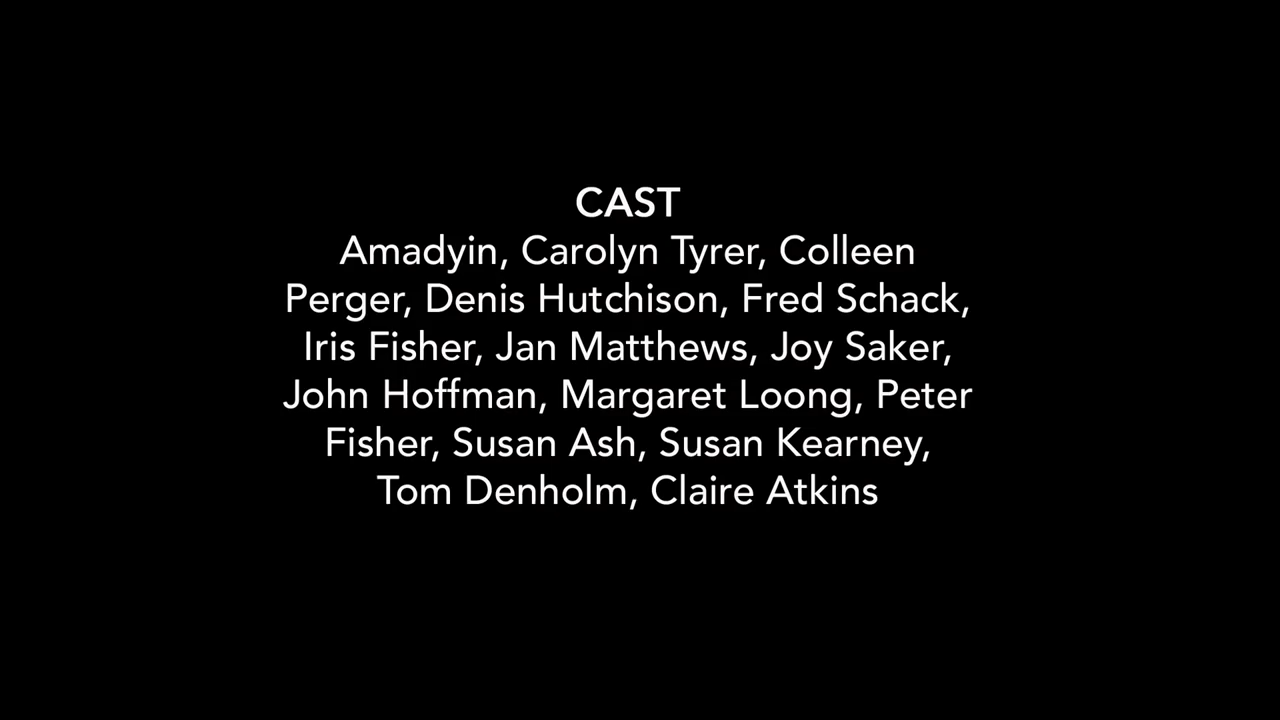 CAST
Amadyin, Carolyn Tyrer, Colleen
Perger, Denis Hutchison, Fred Schack,
Iris Fisher, Jan Matthews, Joy Saker,
John Hoffman, Margaret Loong, Peter
Fisher, Susan Ash, Susan Kearney,
Tom Denholm, Claire Atkins